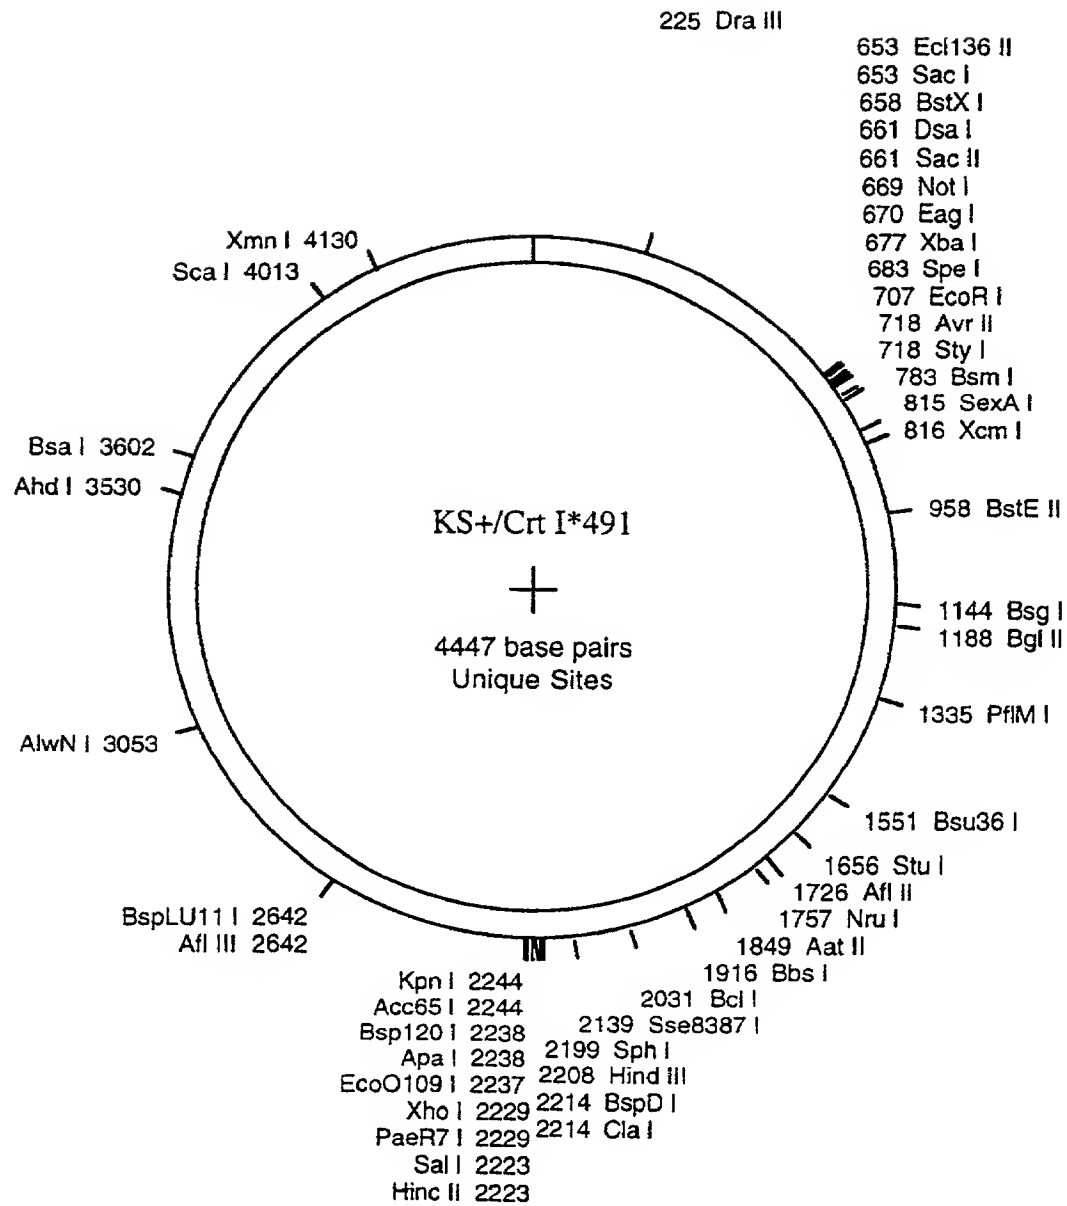 225 Dra III
653 Ecl136 II
653 Sac I
658 BstX I
661 Dsa I
661 Sac II
669 Not I
670 Eag I
677 Xba I
683 Spe I
707 EcoR I
718 Avr II
718 Sty I
783 Bsm I
815 SexA I
816 Xcm I
958 BstE II
1144 Bsg I
1188 Bgl II
1335 PflM I
1551 Bsu36 I
1656 Stu I
1726 Afl II
1757 Nru I
1849 Aat II
1916 Bbs I
2031 Bcl I
2139 Sse8387 I
2199 Sph I
2208 Hind III
2214 BspD I
2214 Cla I
Kpn I 2244
Acc65 I 2244
Bsp120 I 2238
Apa I 2238
EcoO109 I 2237
Xho I 2229
PaeR7 I 2229
Sal I 2223
Hinc II 2223
BspLU11 I 2642
Afl III 2642
AlwN I 3053
Ahd I 3530
Bsa I 3602
Sca I 4013
Xmn I 4130
KS+/Crt I*491
4447 base pairs
Unique Sites